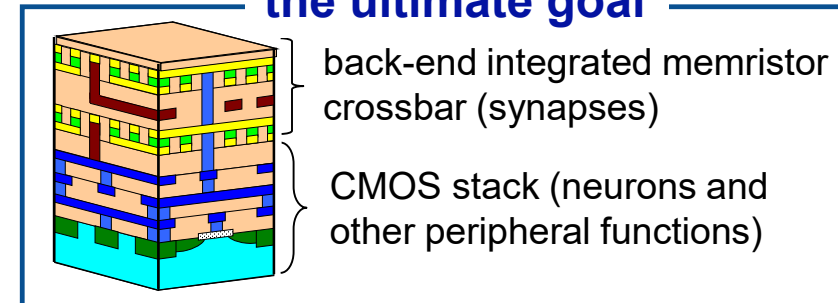 the ultimate goal
back-end integrated memristor
crossbar (synapses)
CMOS stack (neurons and
other peripheral functions)